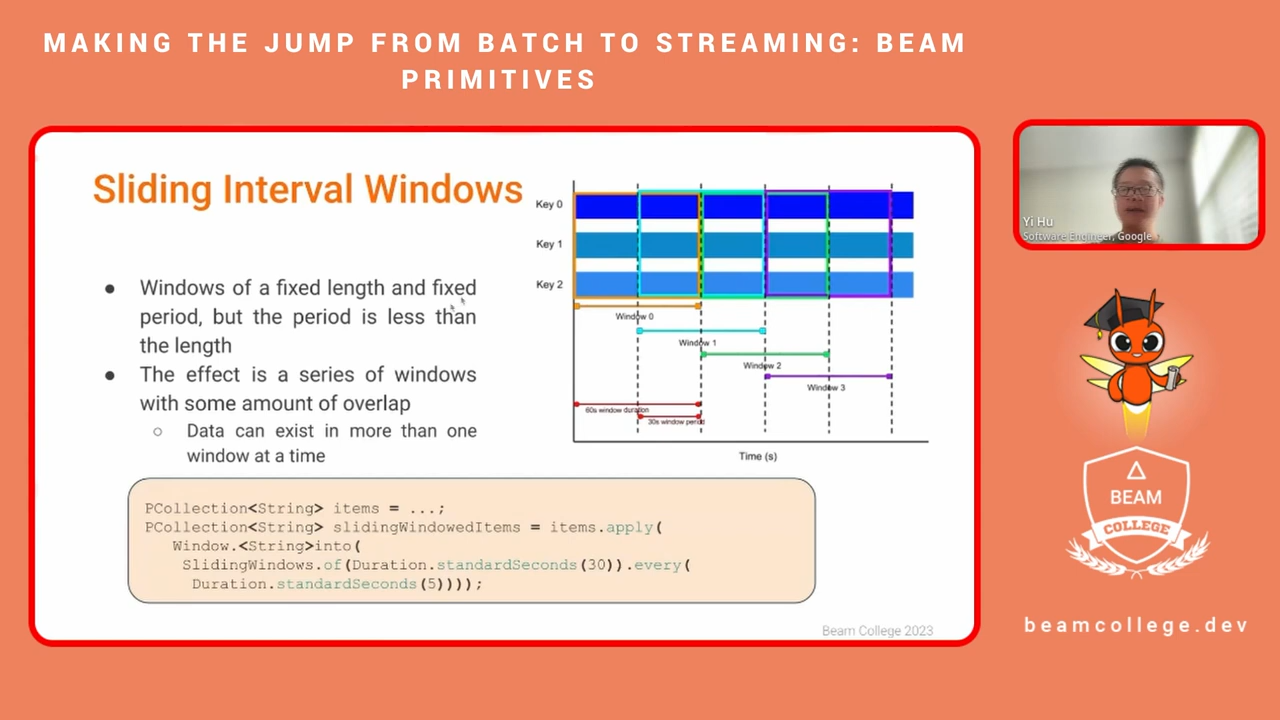 MAKING THE JUMP FROM BATCH TO STREAMING: BEAM
PRIMITIVES
Sliding Interval Windows
● Windows of a fixed length and fixed
period, but the period is less than
the length
● The effect is a series of windows
with some amount of overlap
○ Data can exist in more than one
window at a time
Key 0
Key 1
Key 2
Window 0
Window 1
Window 2
Window 3
60s window duration
30s window period
Time (s)
PCollection<String> items = ...;
PCollection<String> slidingWindowedItems = items.apply(
Window.<String>into(
SlidingWindows.of(Duration.standardSeconds(30)).every(
Duration.standardSeconds(5))));
Beam College 2023
Yi Hu
Software Engineer, Google
BEAM
COLLEGE
beamcollege.dev